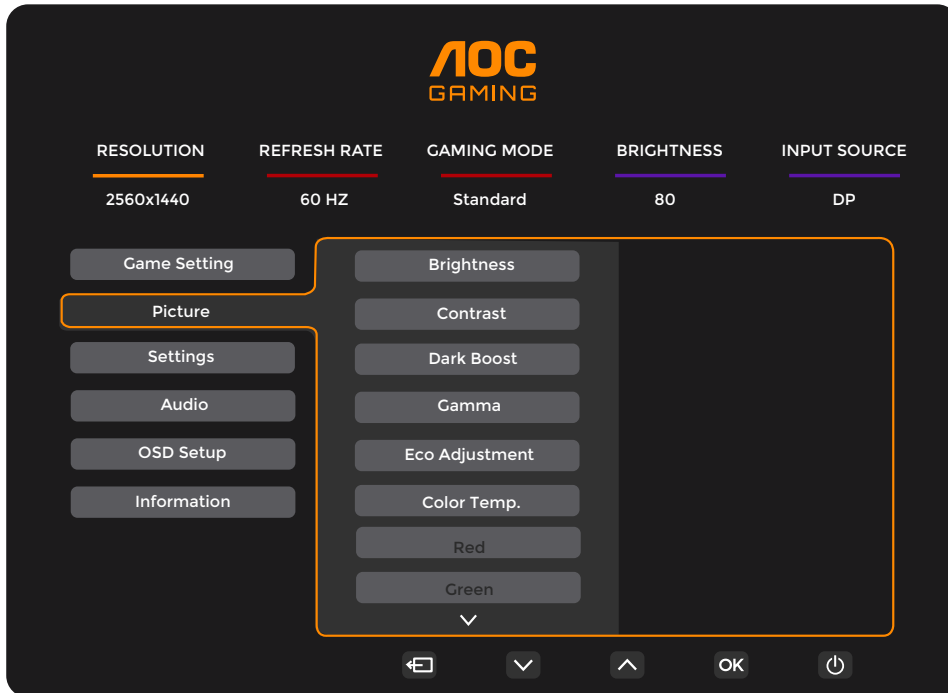 AOC
GAMING
RESOLUTION REFRESH RATE GAMING MODE BRIGHTNESS INPUT SOURCE
2560x1440 60 HZ Standard 80 DP
Game Setting
Picture
Settings
Audio
OSD Setup
Information
Brightness
Contrast
Dark Boost
Gamma
Eco Adjustment
Color Temp.
Red
Green
OK